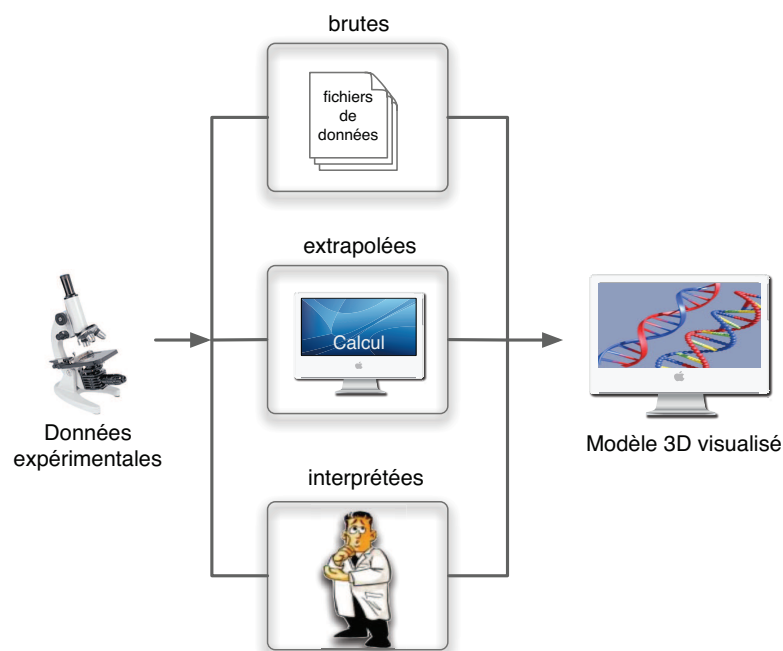 brutes
fichiers
de
données
extrapolées
Calcul
Données
expérimentales
Modèle 3D visualisé
interprétées